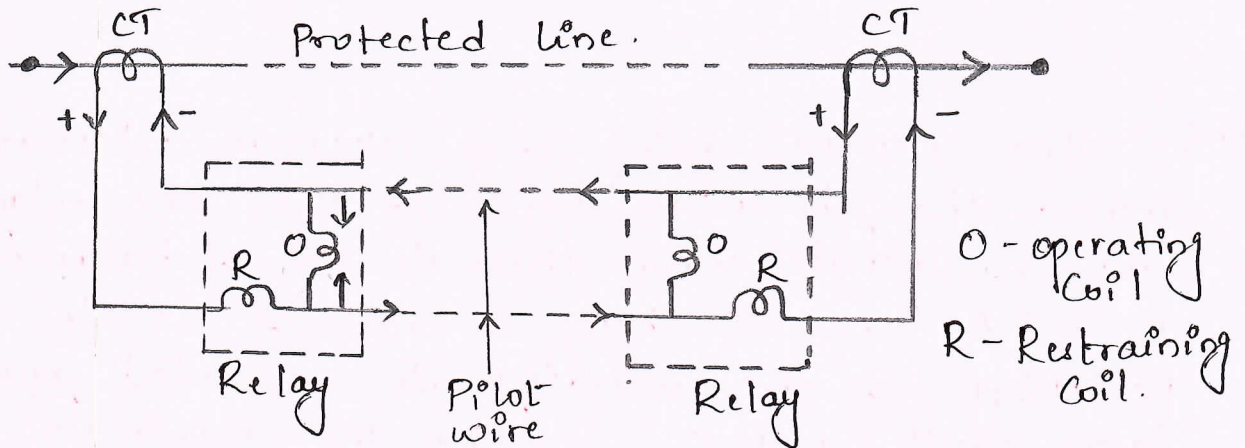 CT
Protected Line.
CT
+
-
+
-
O
R
O
R
Relay
Pilot-
wire
Relay
O - operating
Coil
R - Restraining
Coil.